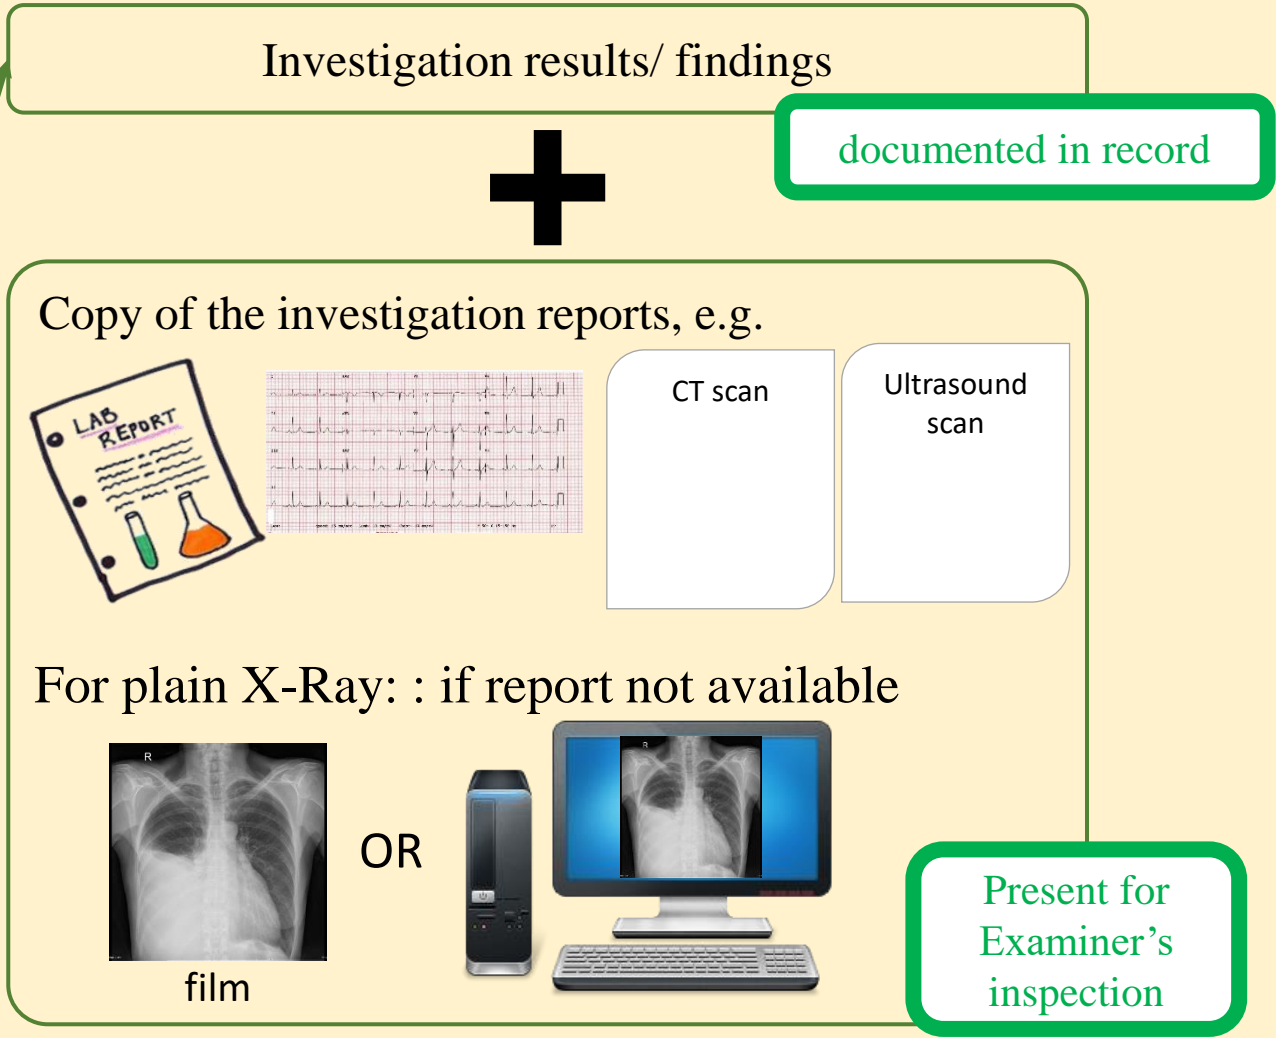 Investigation results/ findings
documented in record
Copy of the investigation reports, e.g.
LAB
REPORT
CT scan
Ultrasound
scan
For plain X-Ray: : if report not available
R
OR
R
film
Present for
Examiner’s
inspection